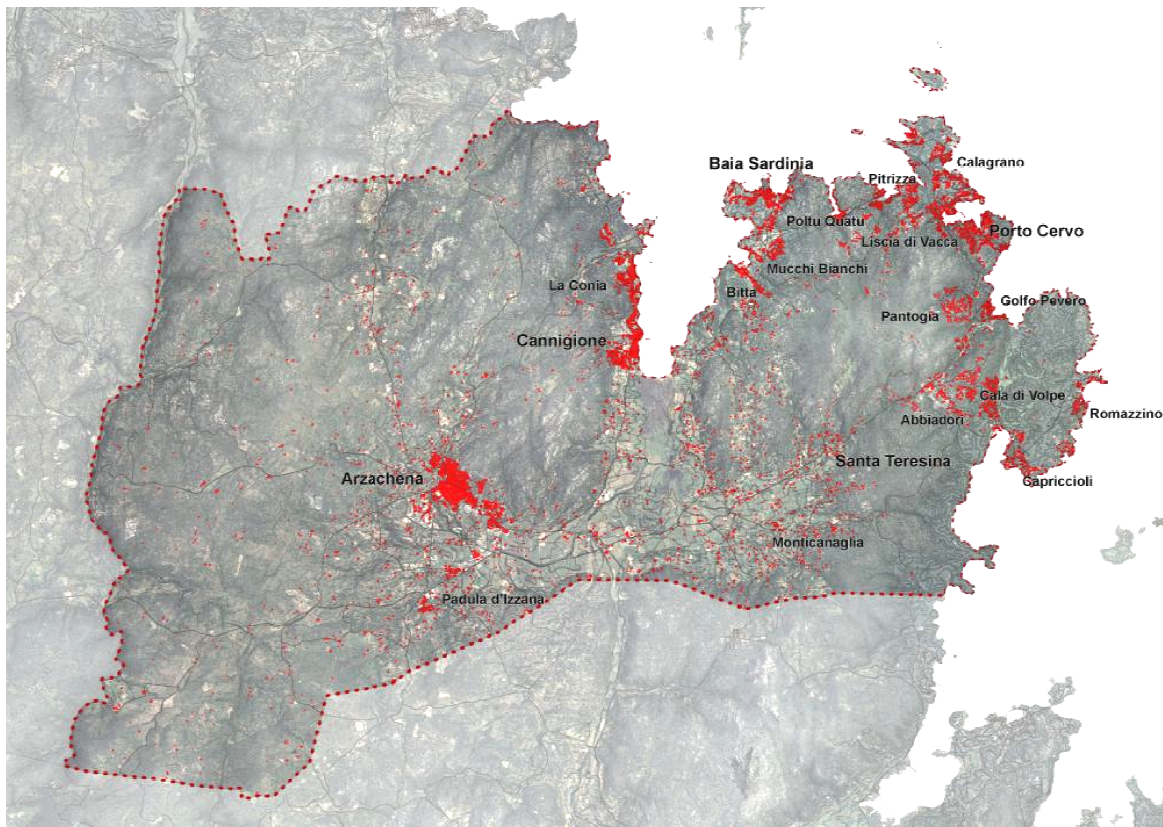 Calagrano
Baia Sardinia
Pitrizza
Poltu Quatu
Porto Cervo
Liscia di Vacca
Mucchi Bianchi
La Conia
Bitta
Golfo Pevero
Pantogia
Cannigione
Cala di Volpe
Romazzino
Abbiadori
Santa Teresina
Arzachena
Capriccioli
Monticanaglia
Padula d'Izzana